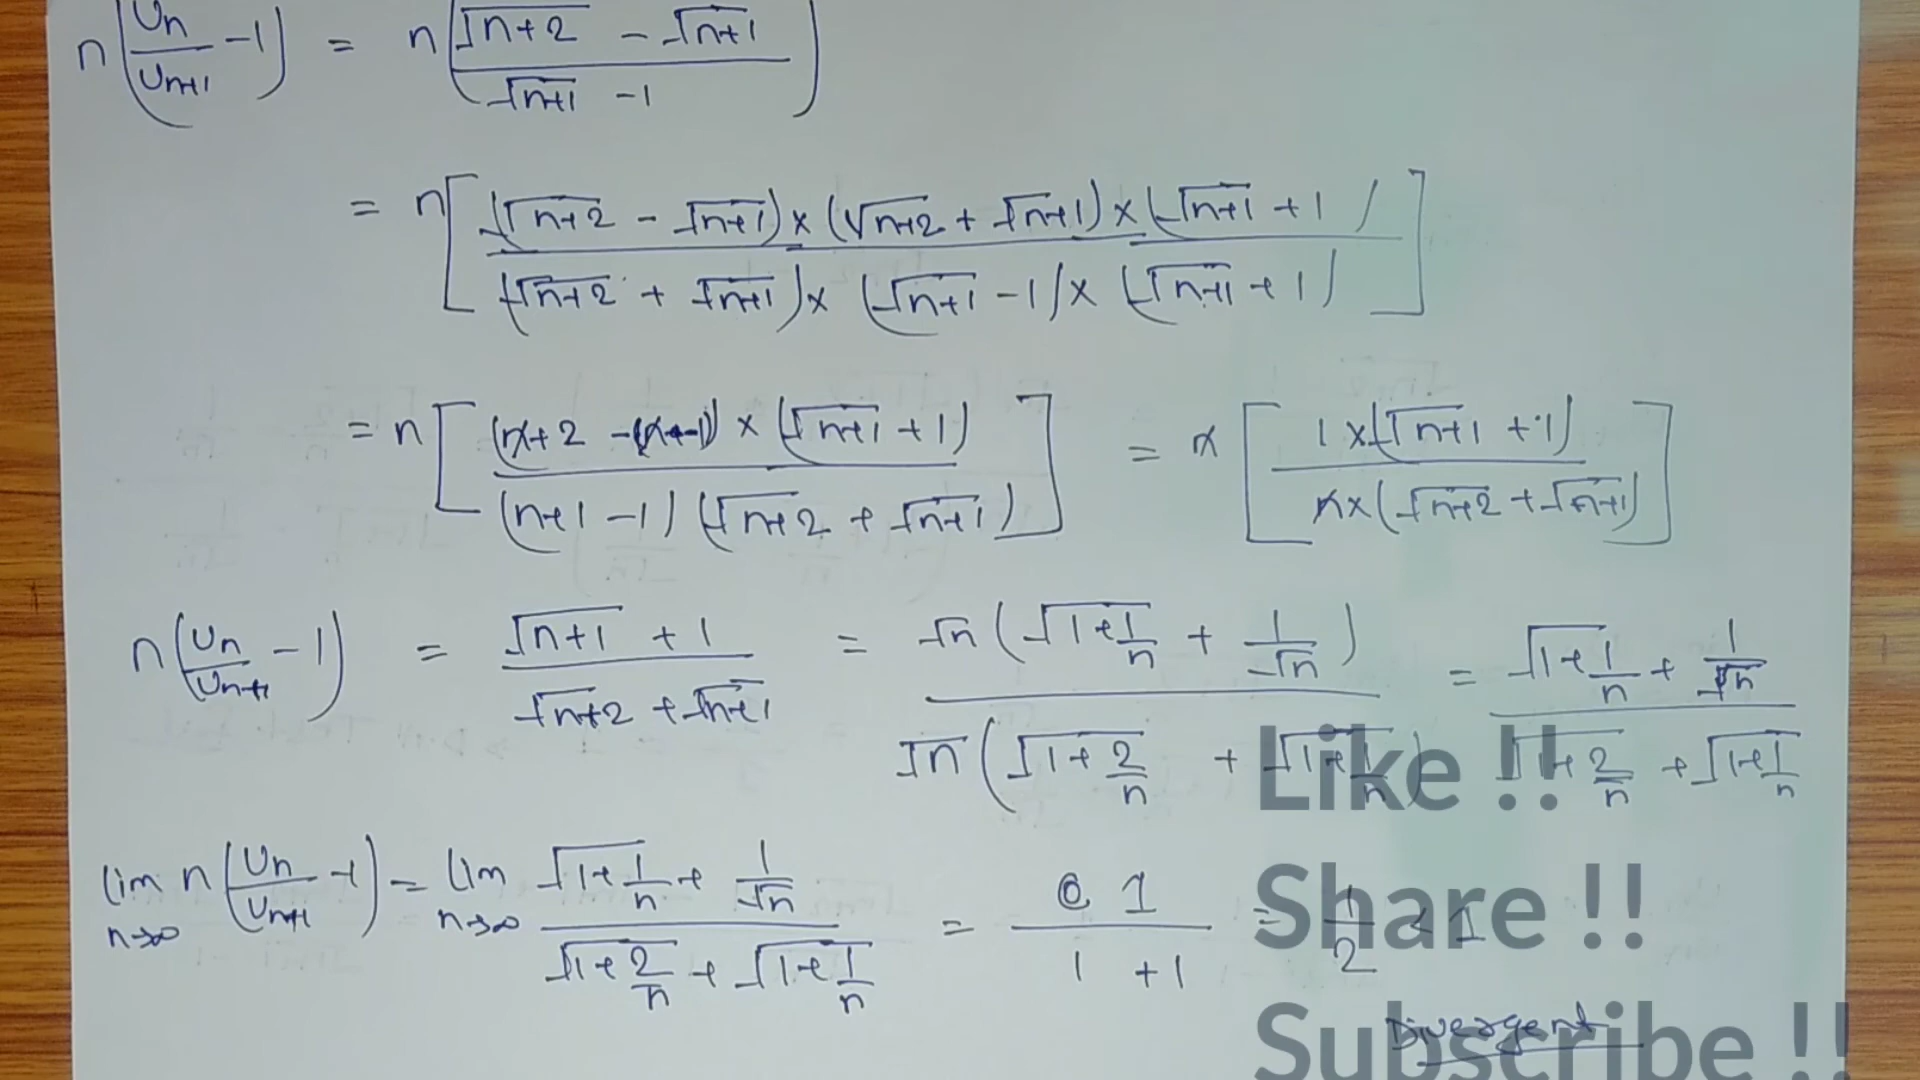 n(Un/Un+1 -1) = n(√n+2 - √n+1 / √n+1 -1)
= n[(√n+2 - √n+1)×(√n+2 + √n+1)×(√n+1 +1) / (√n+2 + √n+1)×(√n+1 -1)×(√n+1 +1)]
= n[(n+2 -(n+1))×(√n+1 +1) / (n+1-1)(√n+2 + √n+1)] = n[1×(√n+1 +1) / n×(√n+2 + √n+1)]
n(Un/Un+1 -1) = √n+1 +1 / √n+2 + √n+1 = √n(√1+1/n + 1/√n) / √n(√1+2/n + √1+1/n) = √1+1/n + 1/√n / √1+2/n + √1+1/n
lim n→∞ n(Un/Un+1 -1) = lim n→∞ √1+1/n + 1/√n / √1+2/n + √1+1/n = 1 / 1+1 = 1/2 < 1
Divergent
Like !!
Share !!
Subscribe !!